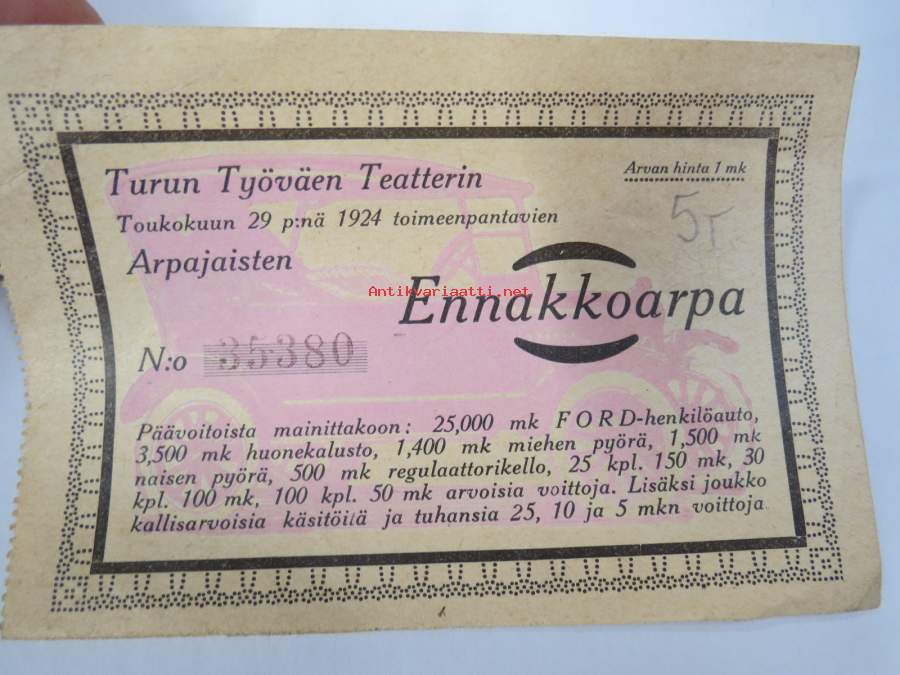 Turun Työväen Teatterin
Arvan hinta 1 mk
Toukokuun 29 p:nä 1924 toimeenpantavien
Arpajaisten
Antikvariaatti.net
Ennakkoarpa
N:o 35380
Päävoitoista mainittakoon: 25,000 mk FORD-henkilöauto,
3,500 mk huonekalusto, 1,400 mk miehen pyörä, 1,500 mk
naisen pyörä, 500 mk regulaattorikello, 25 kpl. 150 mk, 30
kpl. 100 mk, 100 kpl. 50 mk arvoisia voittoja. Lisäksi joukko
kallisarvoisia käsitöitä ja tuhansia 25, 10 ja 5 mkn voittoja.
Antikvariaatti.net